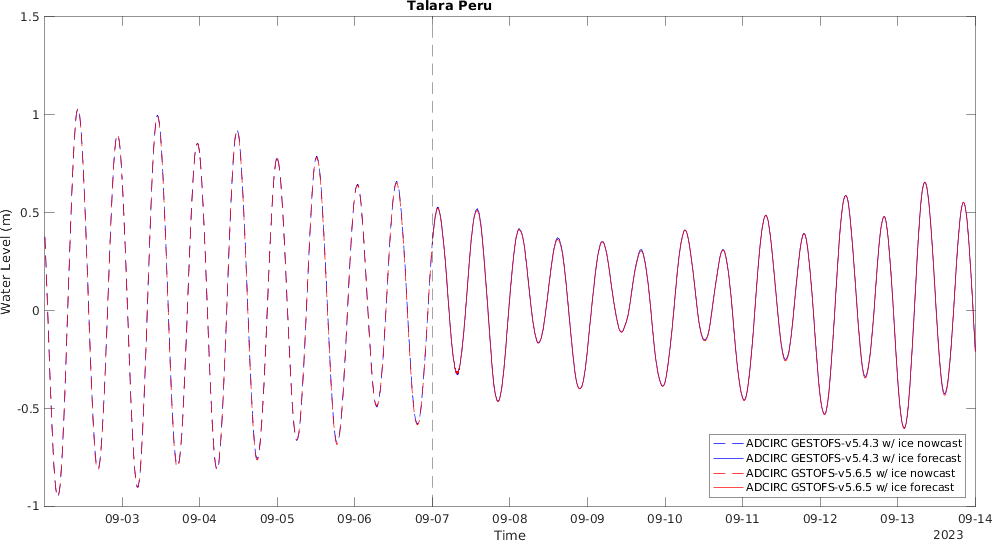 Talara Peru
1.5
1
0.5
0
-0.5
-1
Water Level (m)
09-03 09-04 09-05 09-06 09-07 09-08 09-09 09-10 09-11 09-12 09-13 09-14
Time
2023
ADCIRC GESTOFS-v5.4.3 w/ ice nowcast
ADCIRC GESTOFS-v5.4.3 w/ ice forecast
ADCIRC GSTOFS-v5.6.5 w/ ice nowcast
ADCIRC GSTOFS-v5.6.5 w/ ice forecast